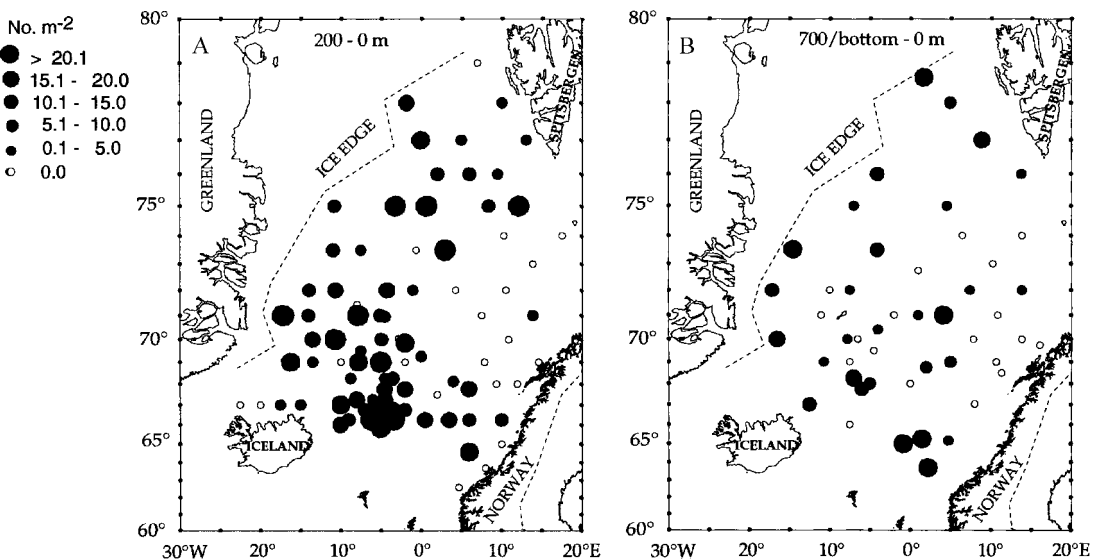 No. m-2
> 20.1
15.1 - 20.0
10.1 - 15.0
5.1 - 10.0
0.1 - 5.0
0.0
80°
75°
70°
65°
60°
A
200 - 0 m
GREENLAND
ICE EDGE
SPITSBERGEN
ICELAND
NORWAY
30°W 20° 10° 0° 10° 20°E
80°
75°
70°
65°
60°
B
700/bottom - 0 m
GREENLAND
ICE EDGE
SPITSBERGEN
ICELAND
NORWAY
30°W 20° 10° 0° 10° 20°E